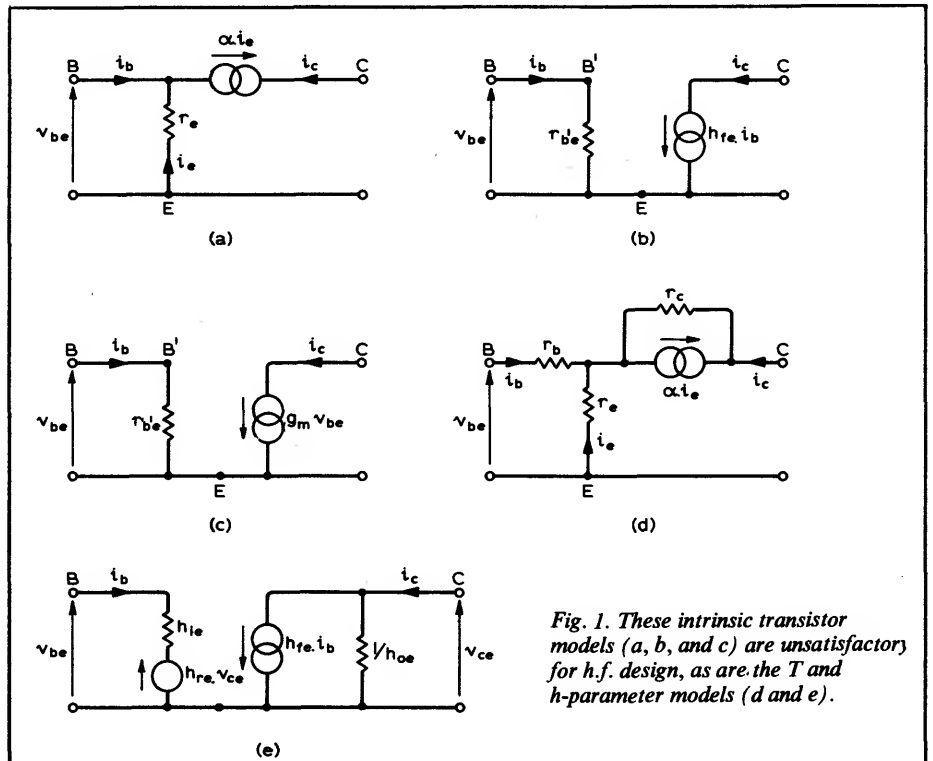 α.i_e
B i_b i_c C
v_be r_e
i_e
E
(a)
B i_b B' i_c C
v_be r_b'e h_fe.i_b
E
(b)
B i_b B' i_c C
v_be r_b'e g_m v_be
E
(c)
r_c
B r_b C
i_b α.i_e i_c
v_be r_e
i_e
E
(d)
B i_b i_c C
v_be h_ie h_fe.i_b 1/h_oe v_ce
h_re.v_ce
(e)
Fig. 1. These intrinsic transistor
models (a, b, and c) are unsatisfactory
for h.f. design, as are the T and
h-parameter models (d and e).